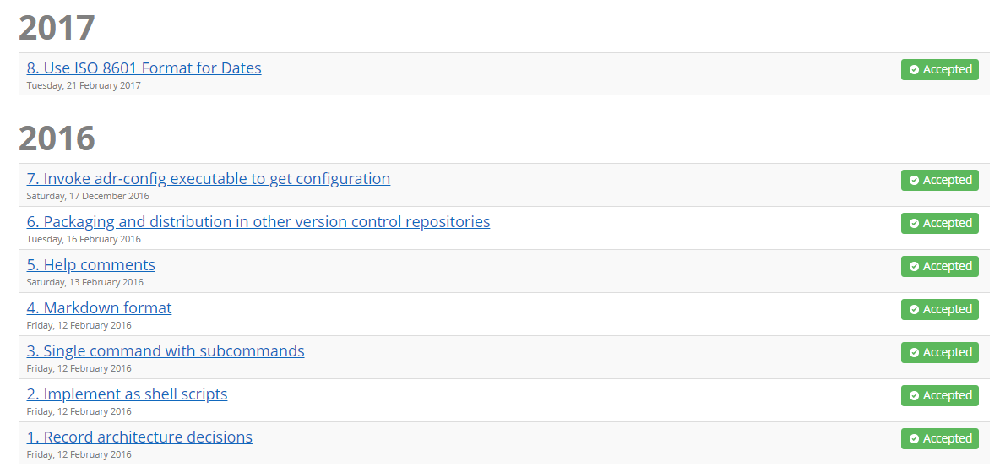 2017
8. Use ISO 8601 Format for Dates
Accepted
Tuesday, 21 February 2017
2016
7. Invoke adr-config executable to get configuration
Accepted
Saturday, 17 December 2016
6. Packaging and distribution in other version control repositories
Accepted
Tuesday, 16 February 2016
5. Help comments
Accepted
Saturday, 13 February 2016
4. Markdown format
Accepted
Friday, 12 February 2016
3. Single command with subcommands
Accepted
Friday, 12 February 2016
2. Implement as shell scripts
Accepted
Friday, 12 February 2016
1. Record architecture decisions
Accepted
Friday, 12 February 2016